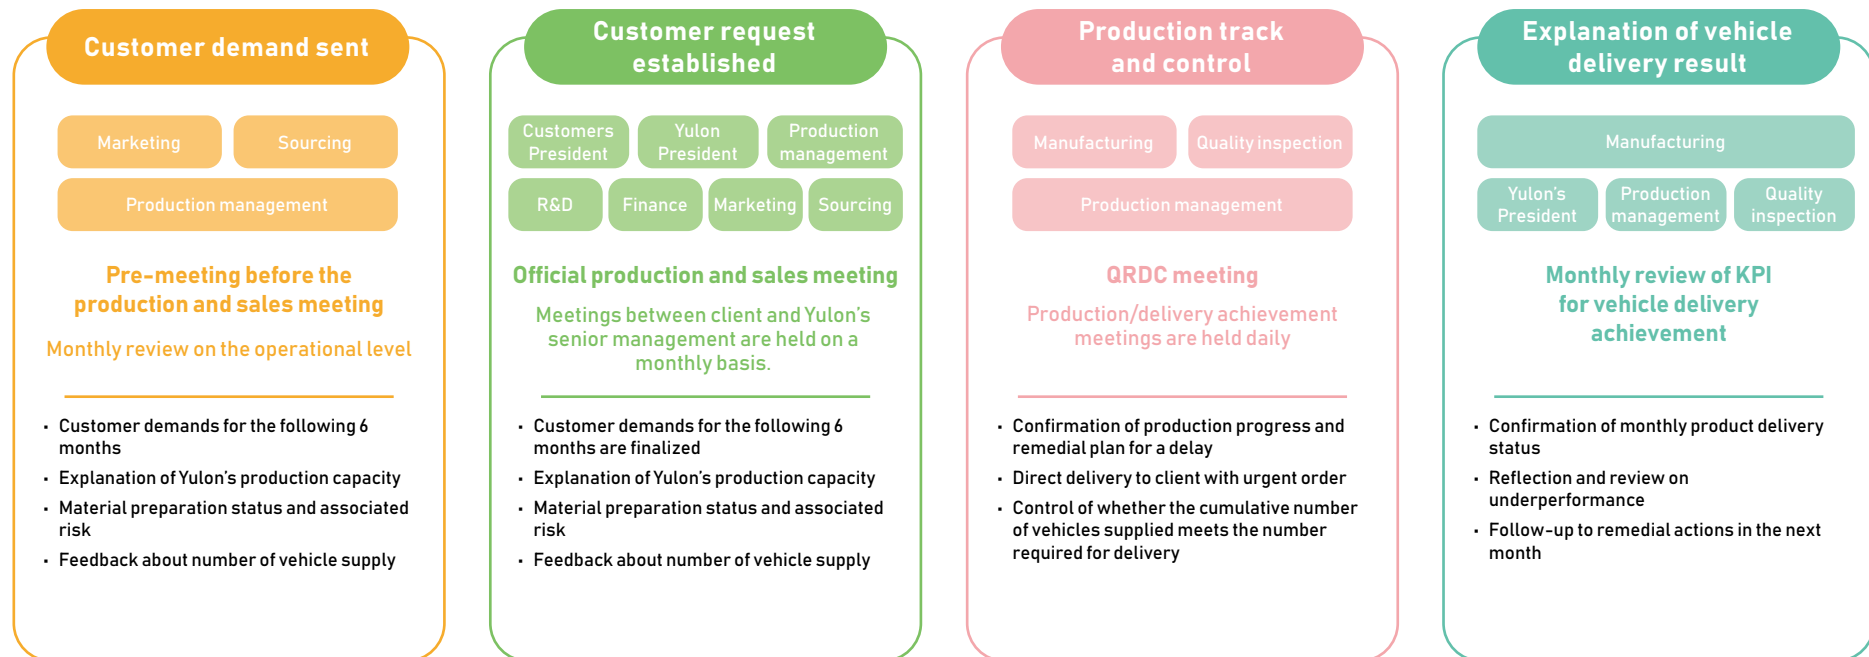 Customer demand sent
Marketing
Sourcing
Production management
Pre-meeting before the
production and sales meeting
Monthly review on the operational level
· Customer demands for the following 6
months
· Explanation of Yulon's production capacity
· Material preparation status and associated
risk
· Feedback about number of vehicle supply
Customer request
established
Customers
President
Yulon
President
Production
management
R&D
Finance
Marketing
Sourcing
Official production and sales meeting
Meetings between client and Yulon's
senior management are held on a
monthly basis.
· Customer demands for the following 6
months are finalized
· Explanation of Yulon's production capacity
· Material preparation status and associated
risk
· Feedback about number of vehicle supply
Production track
and control
Manufacturing
Quality inspection
Production management
QRDC meeting
Production/delivery achievement
meetings are held daily
· Confirmation of production progress and
remedial plan for a delay
· Direct delivery to client with urgent order
· Control of whether the cumulative number
of vehicles supplied meets the number
required for delivery
Explanation of vehicle
delivery result
Manufacturing
Yulon's
President
Production
management
Quality
inspection
Monthly review of KPI
for vehicle delivery
achievement
· Confirmation of monthly product delivery
status
· Reflection and review on
underperformance
· Follow-up to remedial actions in the next
month